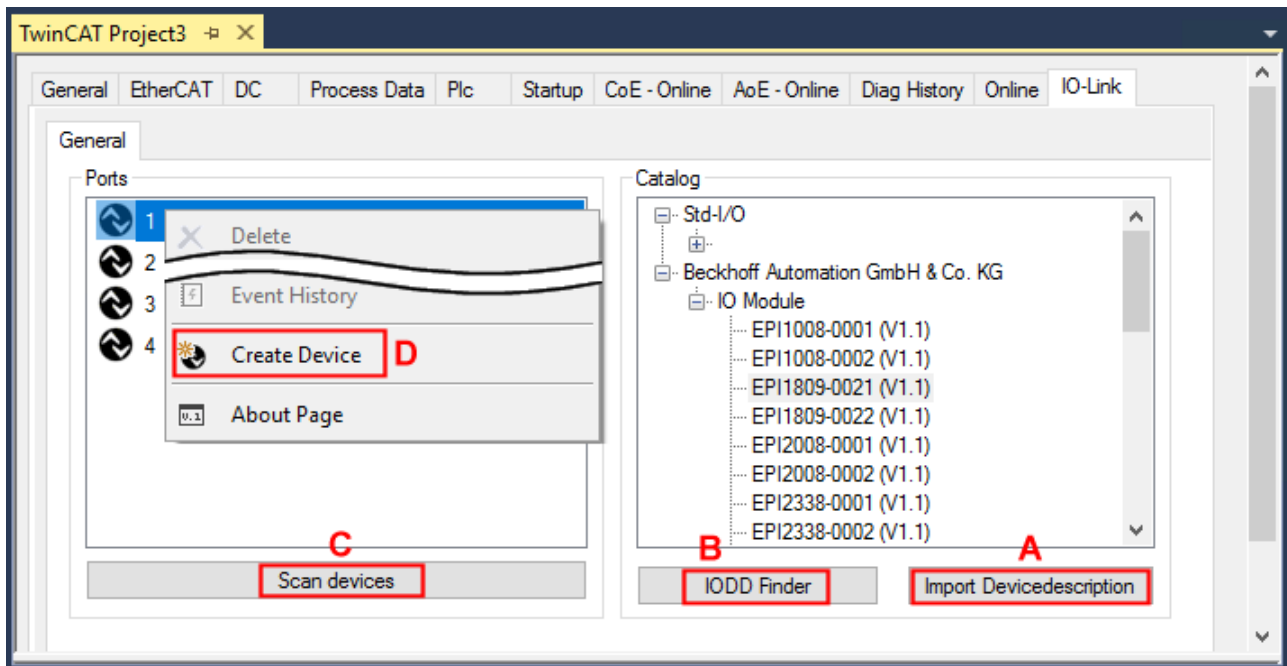 TwinCAT Project3
General EtherCAT DC Process Data Plc Startup CoE - Online AoE - Online Diag History Online IO-Link
General
Ports
1
2
3
4
Delete
Event History
Create Device
D
About Page
C
Scan devices
Catalog
Std-I/O
Beckhoff Automation GmbH & Co. KG
IO Module
EPI1008-0001 (V1.1)
EPI1008-0002 (V1.1)
EPI1809-0021 (V1.1)
EPI1809-0022 (V1.1)
EPI2008-0001 (V1.1)
EPI2008-0002 (V1.1)
EPI2338-0001 (V1.1)
EPI2338-0002 (V1.1)
B
A
IODD Finder
Import Devicedescription